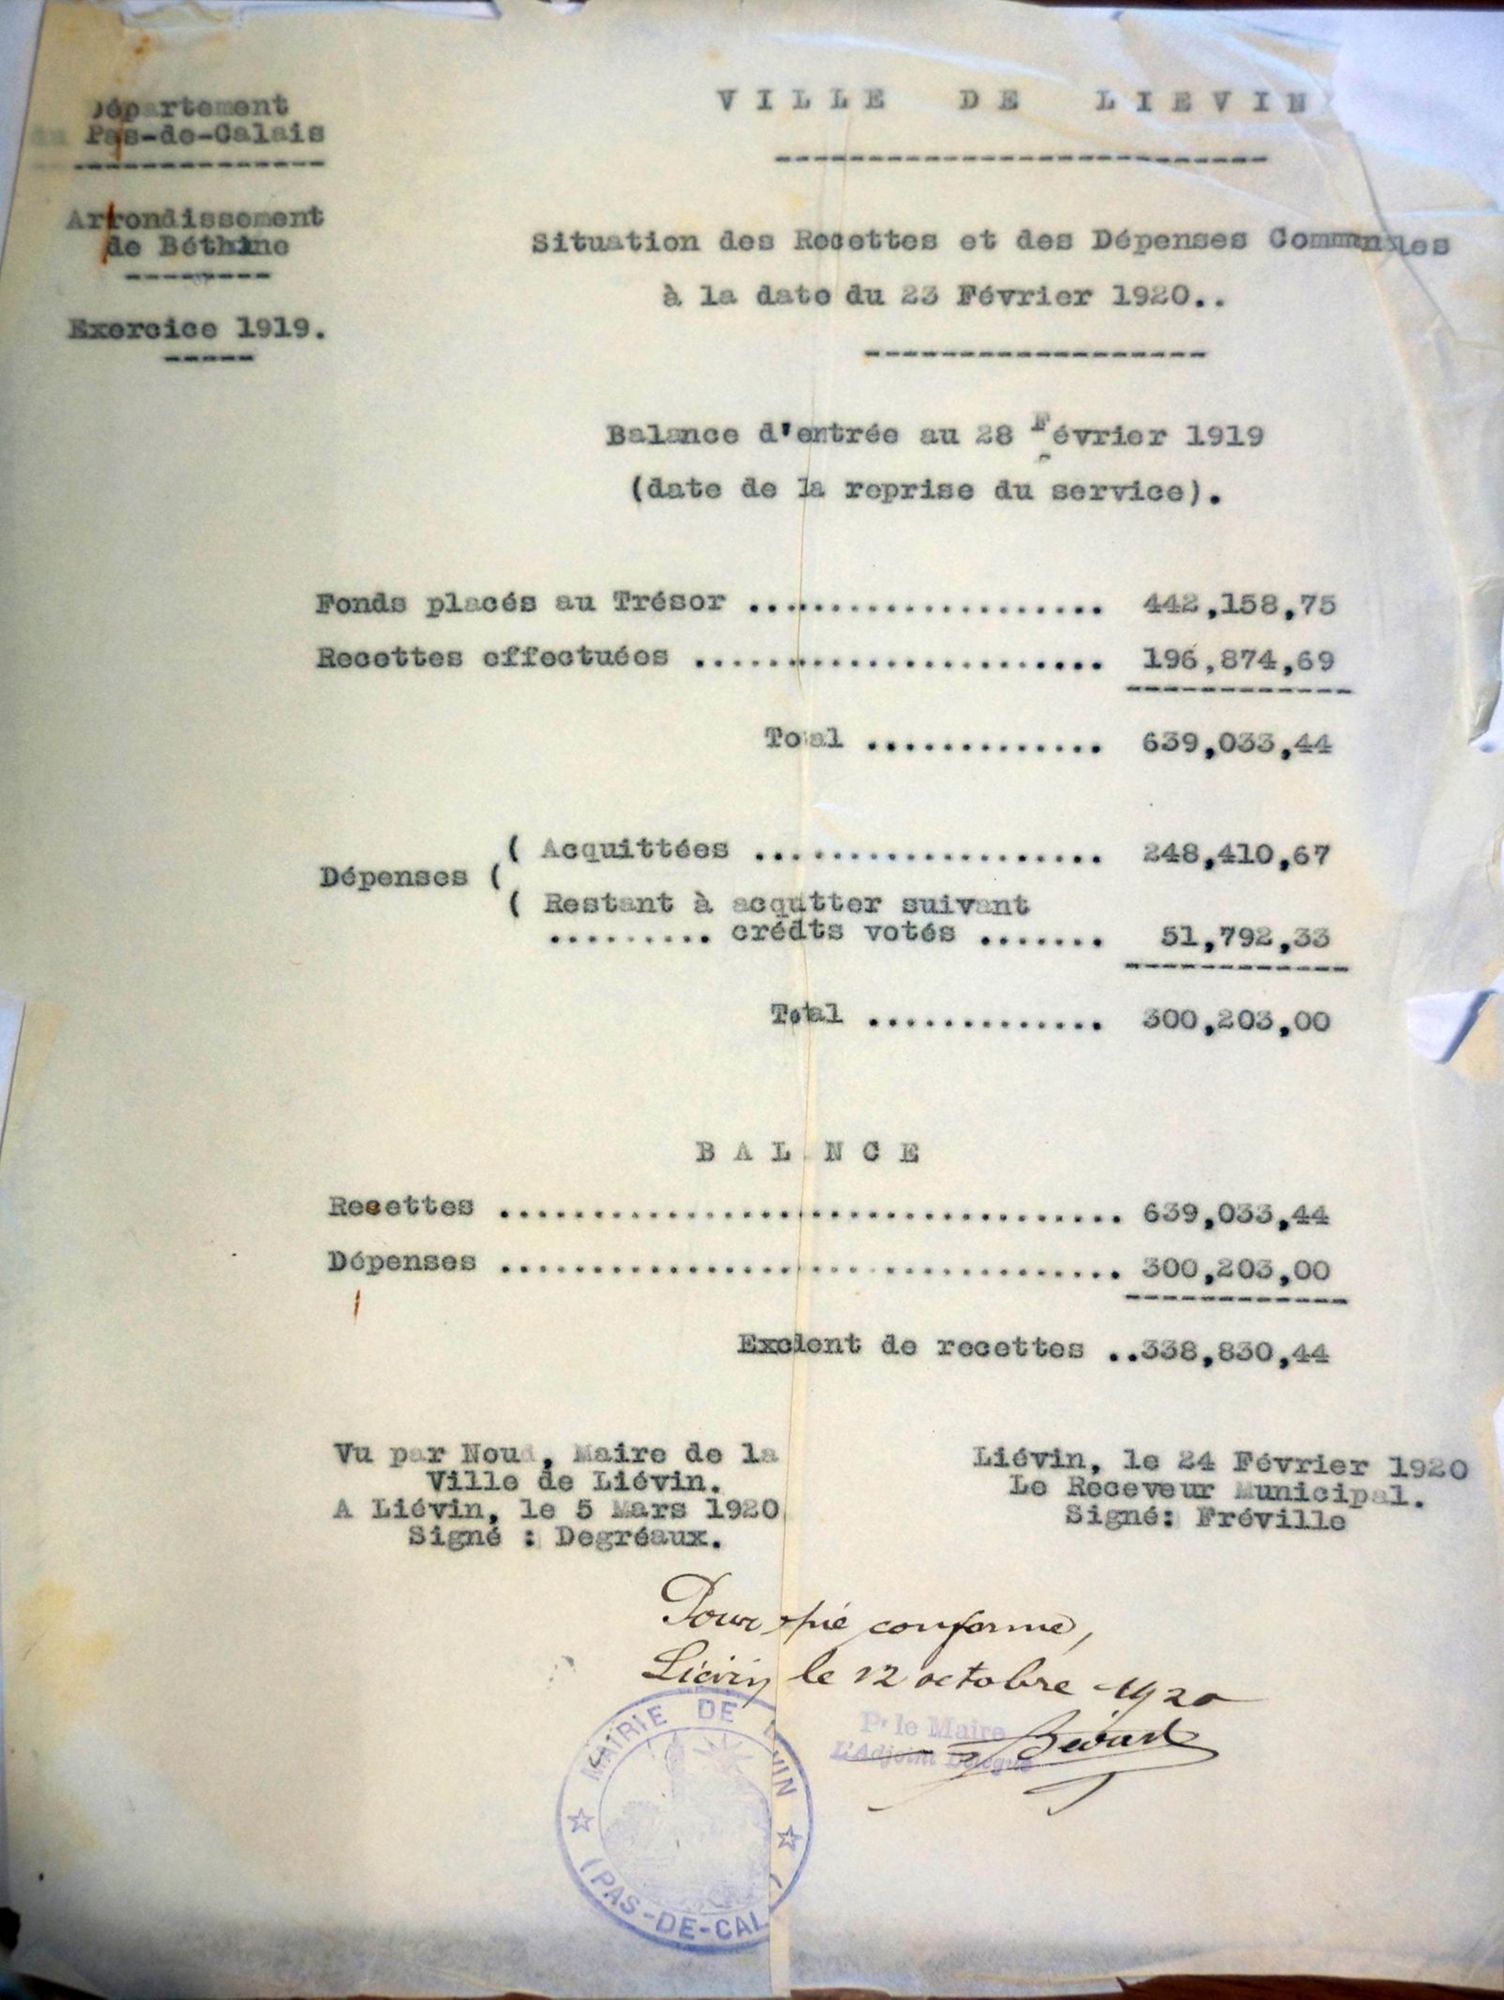 Département
du Pas-de-Calais
Arrondissement
de Béthune
Exercice 1919.
VILLE DE LIEVIN
Situation des Recettes et des Dépenses Communales
à la date du 23 Février 1920..
Balance d'entrée au 28 Février 1919
(date de la reprise du service).
Fonds placés au Trésor .................... 442,158,75
Recettes effectuées ....................... 196,874,69
Total ............. 639,033,44
Dépenses (
( Acquittées ................... 248,410,67
( Restant à acqutter suivant
......... crédts votés ....... 51,792,33
Total ............. 300,203,00
BALANCE
Recettes .................................. 639,033,44
Dépenses .................................. 300,203,00
Exclent de recettes ..338,830,44
Vu par Nous, Maire de la
Ville de Liévin.
A Liévin, le 5 Mars 1920
Signé : Degréaux.
Liévin, le 24 Février 1920
Le Receveur Municipal.
Signé: Fréville
Pour copie conforme,
Liévin le 12 octobre 1920
Pr le Maire
L'Adjoint Délégué
MAIRIE DE LIEVIN
(PAS-DE-CAL